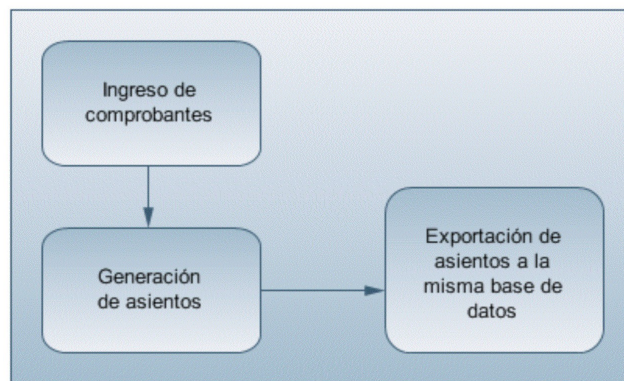 Ingreso de
comprobantes
Generación
de asientos
Exportación de
asientos a la
misma base de
datos